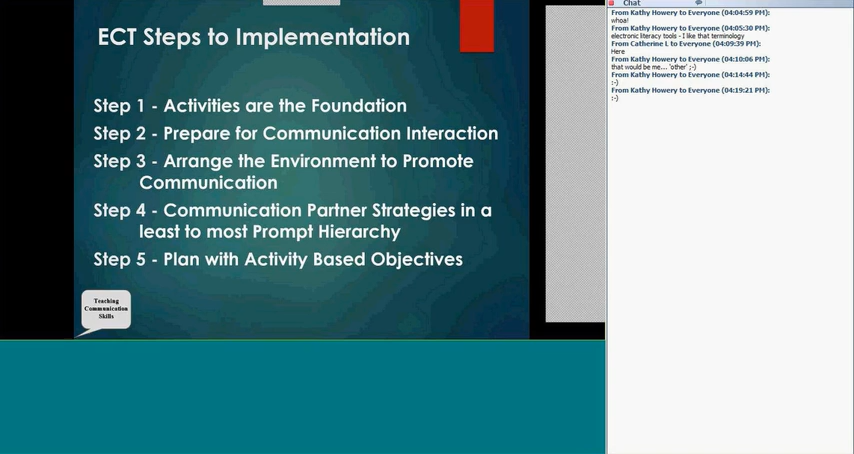 ECT Steps to Implementation
Step 1 - Activities are the Foundation
Step 2 - Prepare for Communication Interaction
Step 3 - Arrange the Environment to Promote
Communication
Step 4 - Communication Partner Strategies in a
least to most Prompt Hierarchy
Step 5 - Plan with Activity Based Objectives
Teaching
Communication
Skills
Chat
From Kathy Howery to Everyone (04:04:59 PM):
whoa!
From Kathy Howery to Everyone (04:05:30 PM):
electronic literacy tools - I like that terminology
From Catherine L to Everyone (04:09:39 PM):
Here
From Kathy Howery to Everyone (04:10:06 PM):
that would be me... 'other' ;-)
From Kathy Howery to Everyone (04:14:44 PM):
:-)
From Kathy Howery to Everyone (04:19:21 PM):
:-)